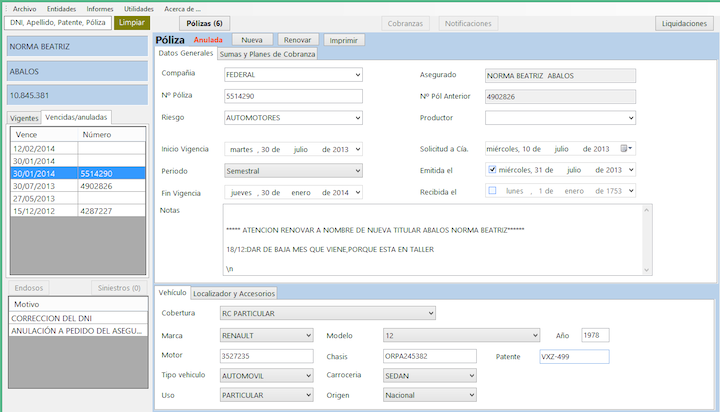 Archivo Entidades Informes Utilidades Acerca de ...
DNI, Apellido, Patente, Póliza Limpiar Pólizas (6) Cobranzas Notificaciones Liquidaciones
NORMA BEATRIZ
ABALOS
10.845.381
Vigentes Vencidas/anuladas
Vence Número
12/02/2014
30/01/2014
30/01/2014 5514290
30/07/2013 4902826
27/05/2013
15/12/2012 4287227
Endosos Siniestros (0)
Motivo
CORRECCION DEL DNI
ANULACIÓN A PEDIDO DEL ASEGU...
Póliza Anulada Nueva Renovar Imprimir
Datos Generales Sumas y Planes de Cobranza
Compañia FEDERAL Asegurado NORMA BEATRIZ ABALOS
Nº Póliza 5514290 Nº Pól Anterior 4902826
Riesgo AUTOMOTORES Productor
Inicio Vigencia martes , 30 de julio de 2013 Solicitud a Cía. miércoles, 10 de julio de 2013
Periodo Semestral Emitida el miércoles, 31 de julio de 2013
Fin Vigencia jueves , 30 de enero de 2014 Recibida el lunes , 1 de enero de 1753
Notas
***** ATENCION RENOVAR A NOMBRE DE NUEVA TITULAR ABALOS NORMA BEATRIZ******
18/12:DAR DE BAJA MES QUE VIENE,PORQUE ESTA EN TALLER
\n
Vehículo Localizador y Accesorios
Cobertura RC PARTICULAR
Marca RENAULT Modelo 12 Año 1978
Motor 3527235 Chasis ORPA245382 Patente VXZ-499
Tipo vehiculo AUTOMOVIL Carroceria SEDAN
Uso PARTICULAR Origen Nacional